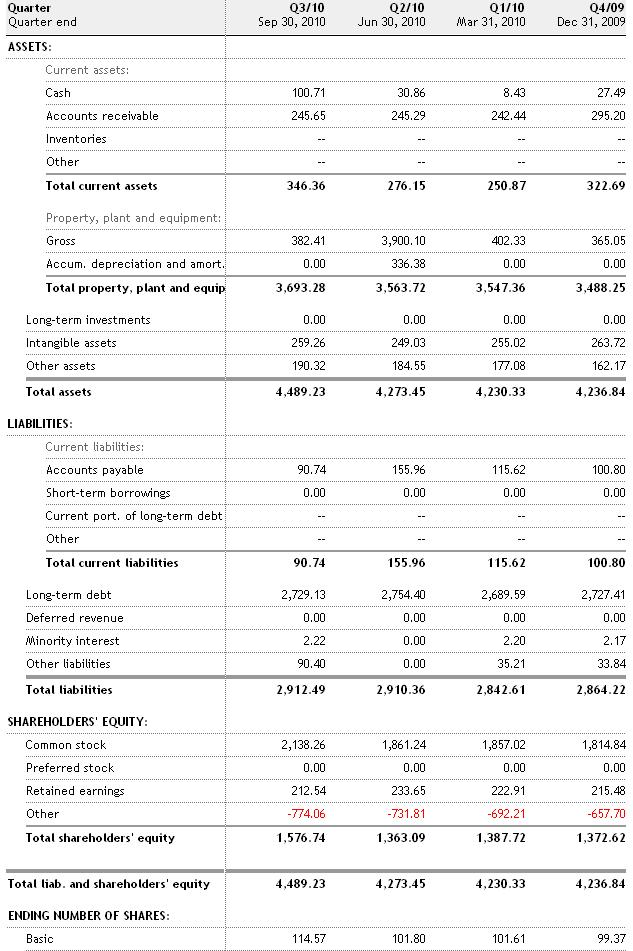 Quarter Q3/10 Q2/10 Q1/10 Q4/09
Quarter end Sep 30, 2010 Jun 30, 2010 Mar 31, 2010 Dec 31, 2009
ASSETS:
Current assets:
Cash 100.71 30.86 8.43 27.49
Accounts receivable 245.65 245.29 242.44 295.20
Inventories -- -- -- --
Other -- -- -- --
Total current assets 346.36 276.15 250.87 322.69
Property, plant and equipment:
Gross 382.41 3,900.10 402.33 365.05
Accum. depreciation and amort. 0.00 336.38 0.00 0.00
Total property, plant and equip 3,693.28 3,563.72 3,547.36 3,488.25
Long-term investments 0.00 0.00 0.00 0.00
Intangible assets 259.26 249.03 255.02 263.72
Other assets 190.32 184.55 177.08 162.17
Total assets 4,489.23 4,273.45 4,230.33 4,236.84
LIABILITIES:
Current liabilities:
Accounts payable 90.74 155.96 115.62 100.80
Short-term borrowings 0.00 0.00 0.00 0.00
Current port. of long-term debt -- -- -- --
Other -- -- -- --
Total current liabilities 90.74 155.96 115.62 100.80
Long-term debt 2,729.13 2,754.40 2,689.59 2,727.41
Deferred revenue 0.00 0.00 0.00 0.00
Minority interest 2.22 0.00 2.20 2.17
Other liabilities 90.40 0.00 35.21 33.84
Total liabilities 2,912.49 2,910.36 2,842.61 2,864.22
SHAREHOLDERS' EQUITY:
Common stock 2,138.26 1,861.24 1,857.02 1,814.84
Preferred stock 0.00 0.00 0.00 0.00
Retained earnings 212.54 233.65 222.91 215.48
Other -774.06 -731.81 -692.21 -657.70
Total shareholders' equity 1,576.74 1,363.09 1,387.72 1,372.62
Total liab. and shareholders' equity 4,489.23 4,273.45 4,230.33 4,236.84
ENDING NUMBER OF SHARES:
Basic 114.57 101.80 101.61 99.37